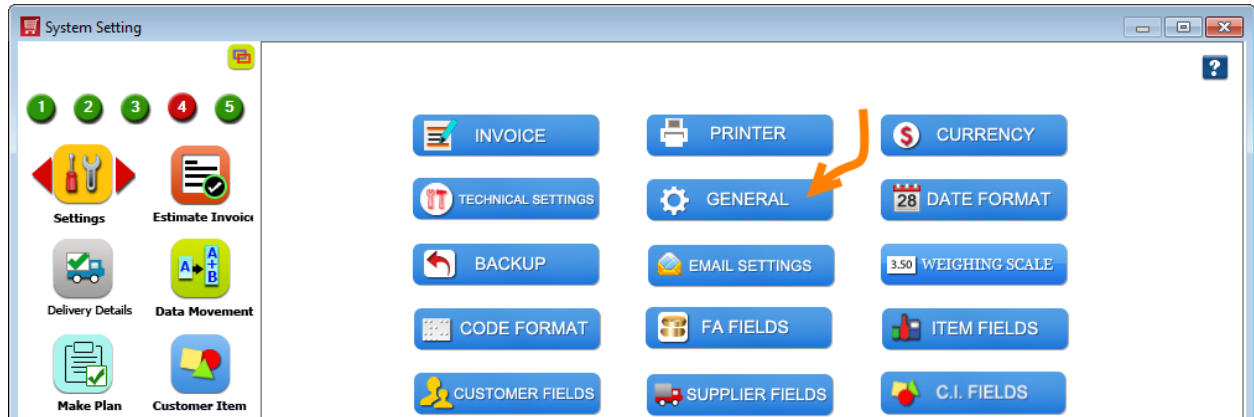 System Setting
?
1 2 3 4 5
INVOICE PRINTER $ CURRENCY
Settings Estimate Invoice
TECHNICAL SETTINGS GENERAL 28 DATE FORMAT
BACKUP EMAIL SETTINGS 3.50 WEIGHING SCALE
A A+B
Delivery Details Data Movement
CODE FORMAT FA FIELDS ITEM FIELDS
CUSTOMER FIELDS SUPPLIER FIELDS C.I. FIELDS
Make Plan Customer Item